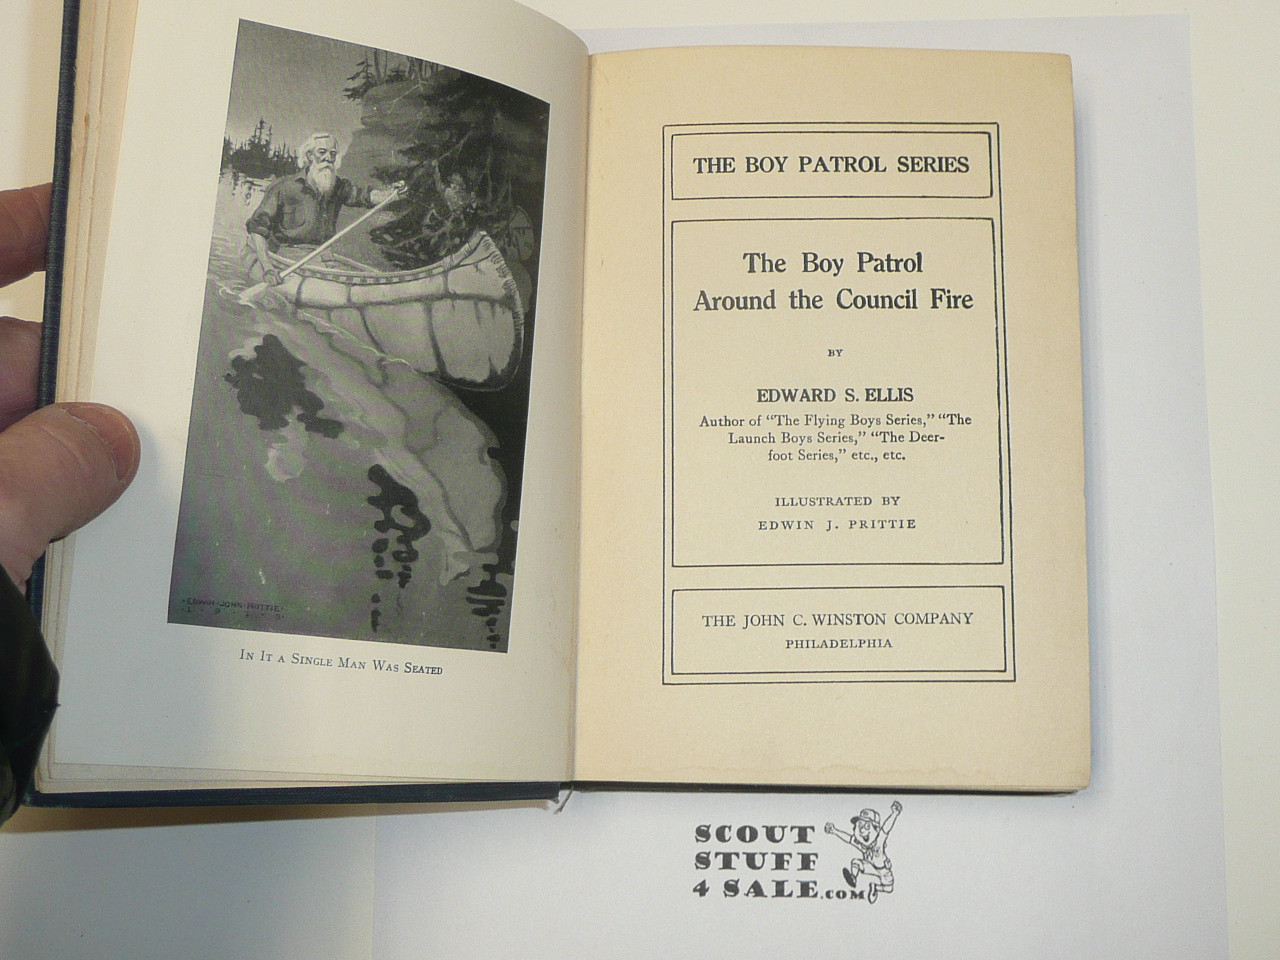 ·EDWIN·JOHN·PRITTIE·
In It a Single Man Was Seated
THE BOY PATROL SERIES
The Boy Patrol
Around the Council Fire
BY
EDWARD S. ELLIS
Author of "The Flying Boys Series," "The
Launch Boys Series," "The Deer-
foot Series," etc., etc.
ILLUSTRATED BY
EDWIN J. PRITTIE
THE JOHN C. WINSTON COMPANY
PHILADELPHIA
SCOUT
STUFF
4 SALE.COM